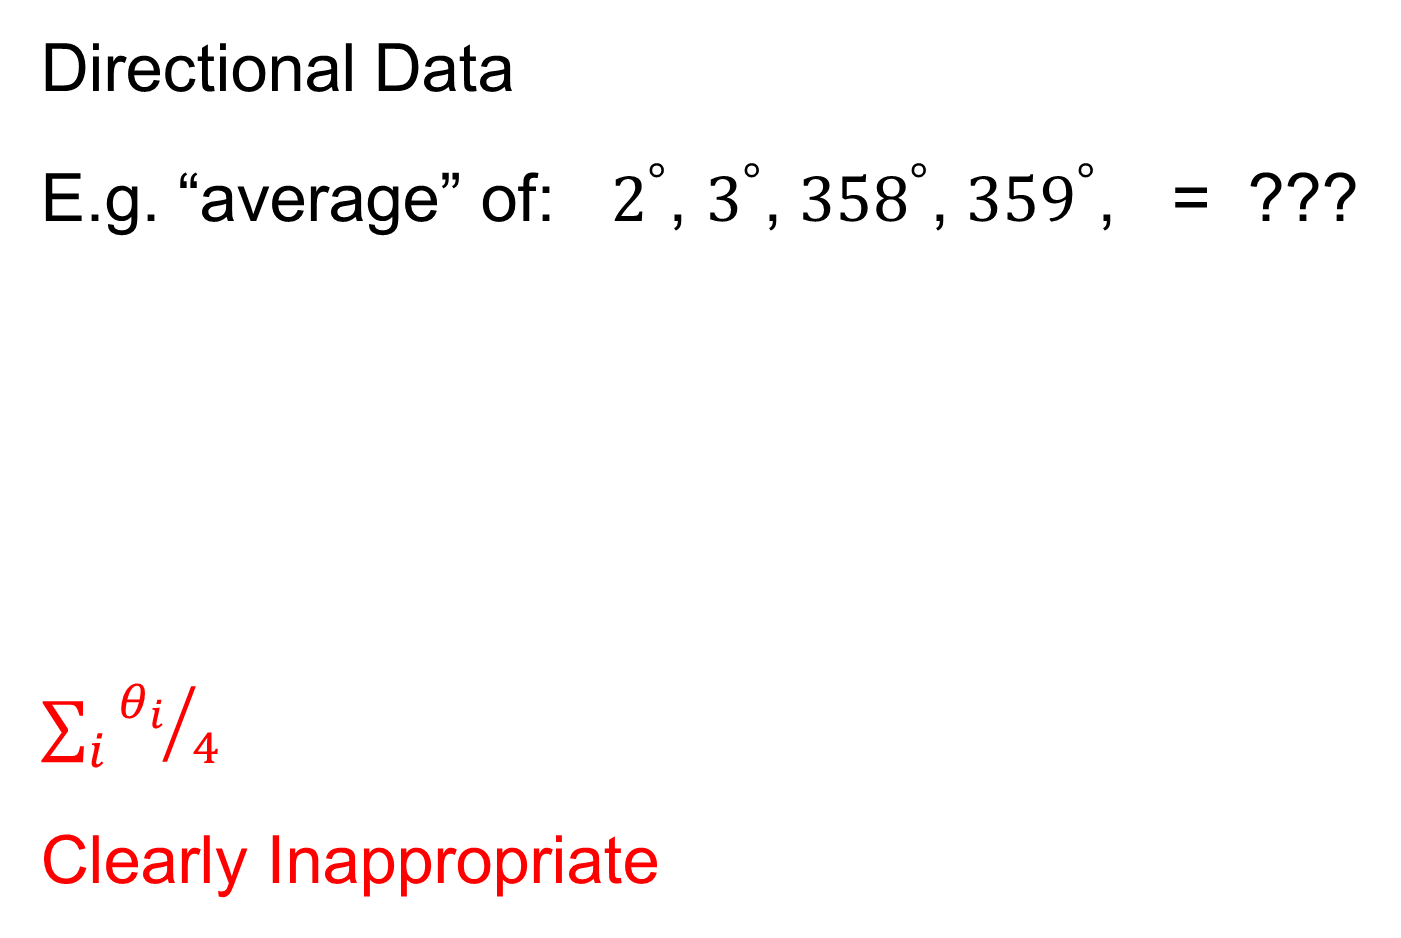 Directional Data
E.g. “average” of: 2°, 3°, 358°, 359°, = ???
∑ᵢ θᵢ/4
Clearly Inappropriate